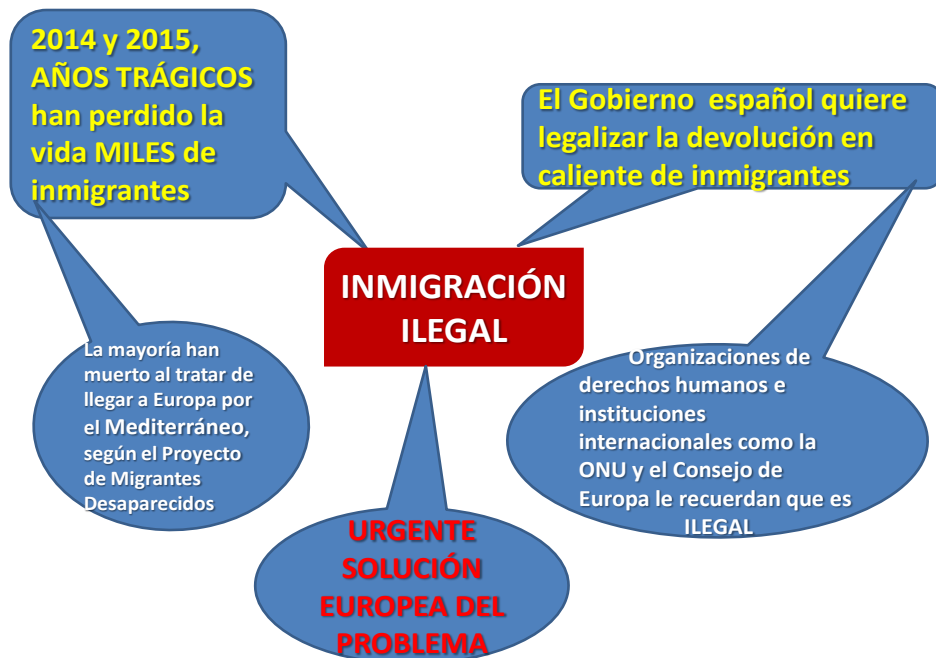 2014 y 2015,
AÑOS TRÁGICOS
han perdido la
vida MILES de
inmigrantes
El Gobierno español quiere
legalizar la devolución en
caliente de inmigrantes
INMIGRACIÓN
ILEGAL
La mayoría han
muerto al tratar de
llegar a Europa por
el Mediterráneo,
según el Proyecto
de Migrantes
Desaparecidos
Organizaciones de
derechos humanos e
instituciones
internacionales como la
ONU y el Consejo de
Europa le recuerdan que es
ILEGAL
URGENTE
SOLUCIÓN
EUROPEA DEL
PROBLEMA